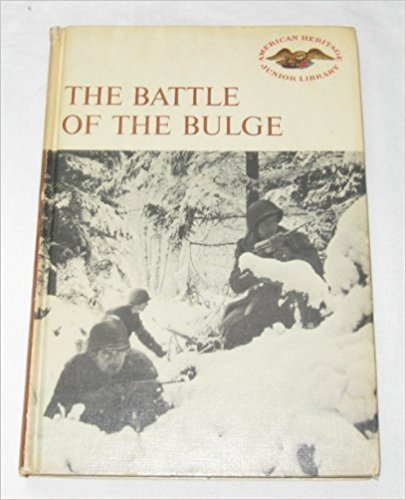 AMERICAN HERITAGE
JUNIOR LIBRARY
THE BATTLE
OF THE BULGE